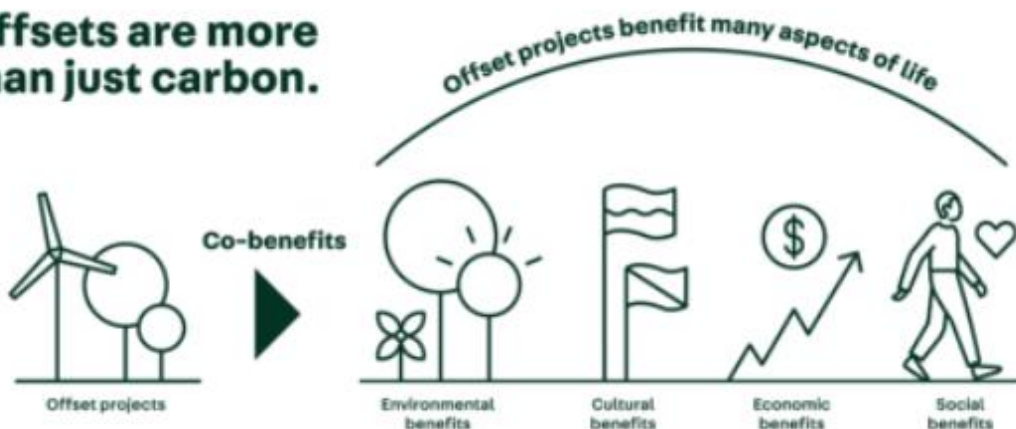 ffsets are more
an just carbon.
Offset projects benefit many aspects of life
Co-benefits
$
Offset projects
Environmental
benefits
Cultural
benefits
Economic
benefits
Social
benefits